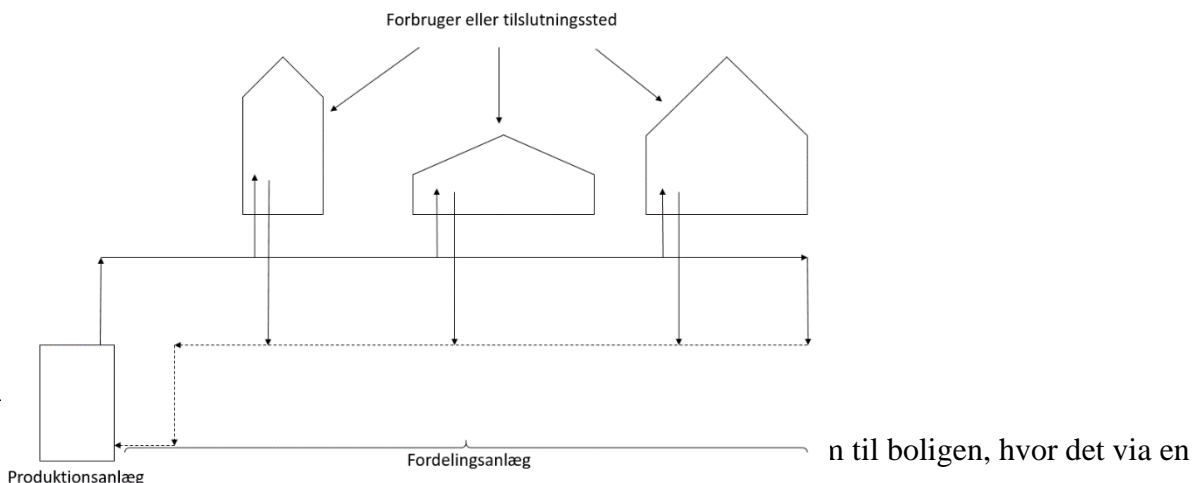 Forbruger eller tilslutningssted
n til boligen, hvor det via en
Fordelingsanlæg
Produktionsanlæg